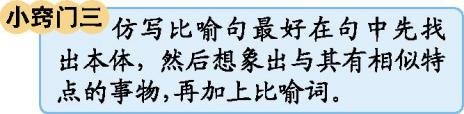 小窍门三
仿写比喻句最好在句中先找
出本体，然后想象出与其有相似特
点的事物，再加上比喻词。